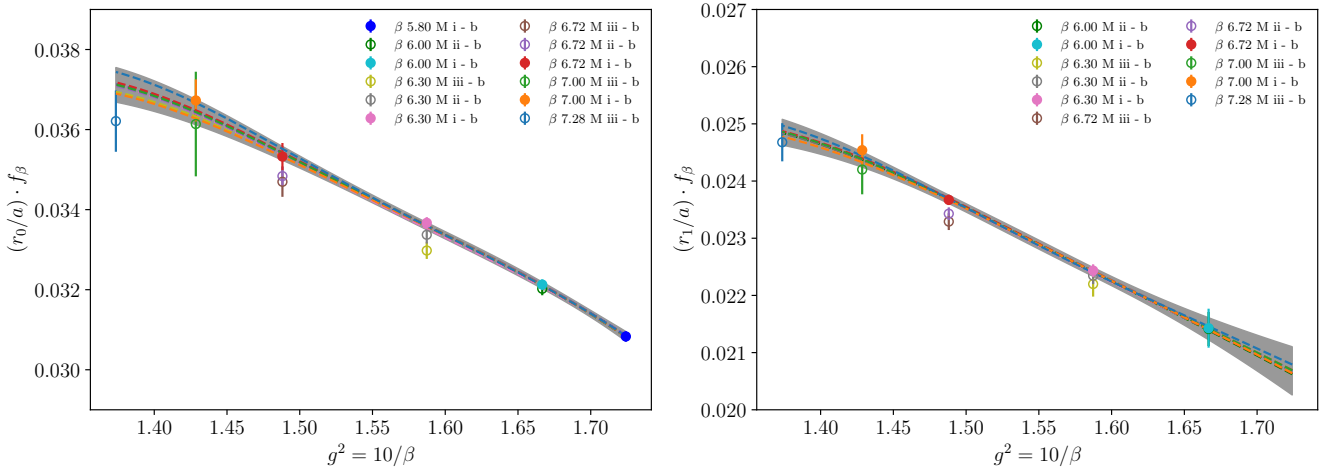 0.038
0.036
0.034
0.032
0.030
(r₀/a) · f_β
1.40
1.45
1.50
1.55
1.60
1.65
1.70
g² = 10/β
β 5.80 M i - b
β 6.00 M ii - b
β 6.00 M i - b
β 6.30 M iii - b
β 6.30 M ii - b
β 6.30 M i - b
β 6.72 M iii - b
β 6.72 M ii - b
β 6.72 M i - b
β 7.00 M iii - b
β 7.00 M i - b
β 7.28 M iii - b
0.027
0.026
0.025
0.024
0.023
0.022
0.021
0.020
(r₁/a) · f_β
1.40
1.45
1.50
1.55
1.60
1.65
1.70
g² = 10/β
β 6.00 M ii - b
β 6.00 M i - b
β 6.30 M iii - b
β 6.30 M ii - b
β 6.30 M i - b
β 6.72 M iii - b
β 6.72 M ii - b
β 6.72 M i - b
β 7.00 M iii - b
β 7.00 M i - b
β 7.28 M iii - b